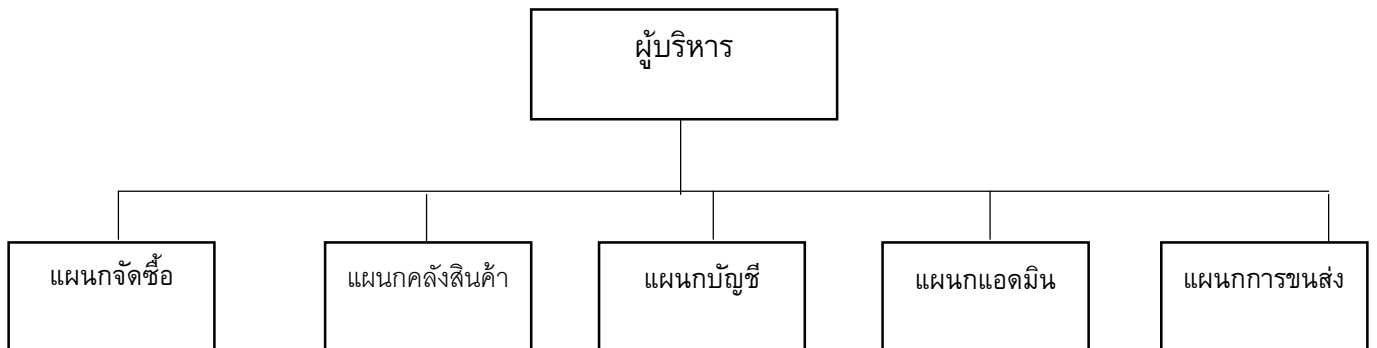 ผู้บริหาร
แผนกจัดซื้อ
แผนกคลังสินค้า
แผนกบัญชี
แผนกแอดมิน
แผนกการขนส่ง